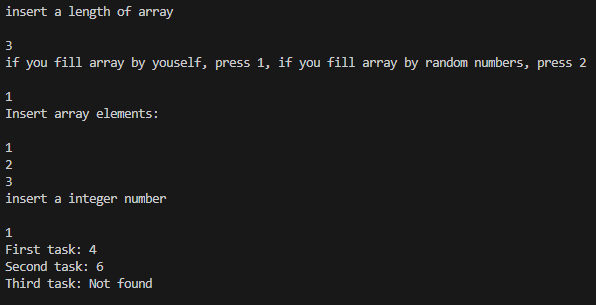 insert a length of array
3
if you fill array by youself, press 1, if you fill array by random numbers, press 2
1
Insert array elements:
1
2
3
insert a integer number
1
First task: 4
Second task: 6
Third task: Not found